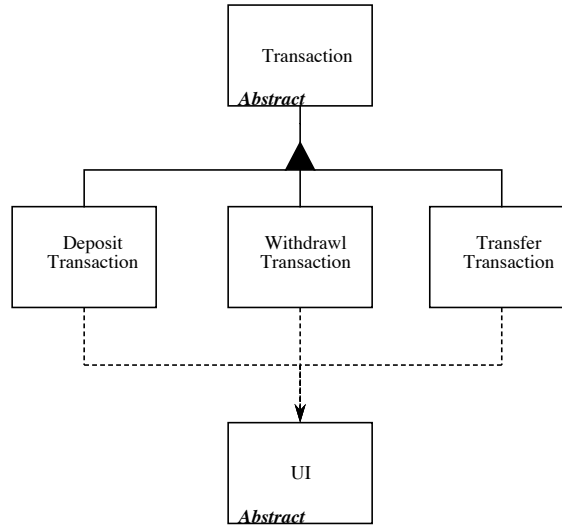 Transaction
Abstract
Deposit
Transaction
Withdrawl
Transaction
Transfer
Transaction
UI
Abstract